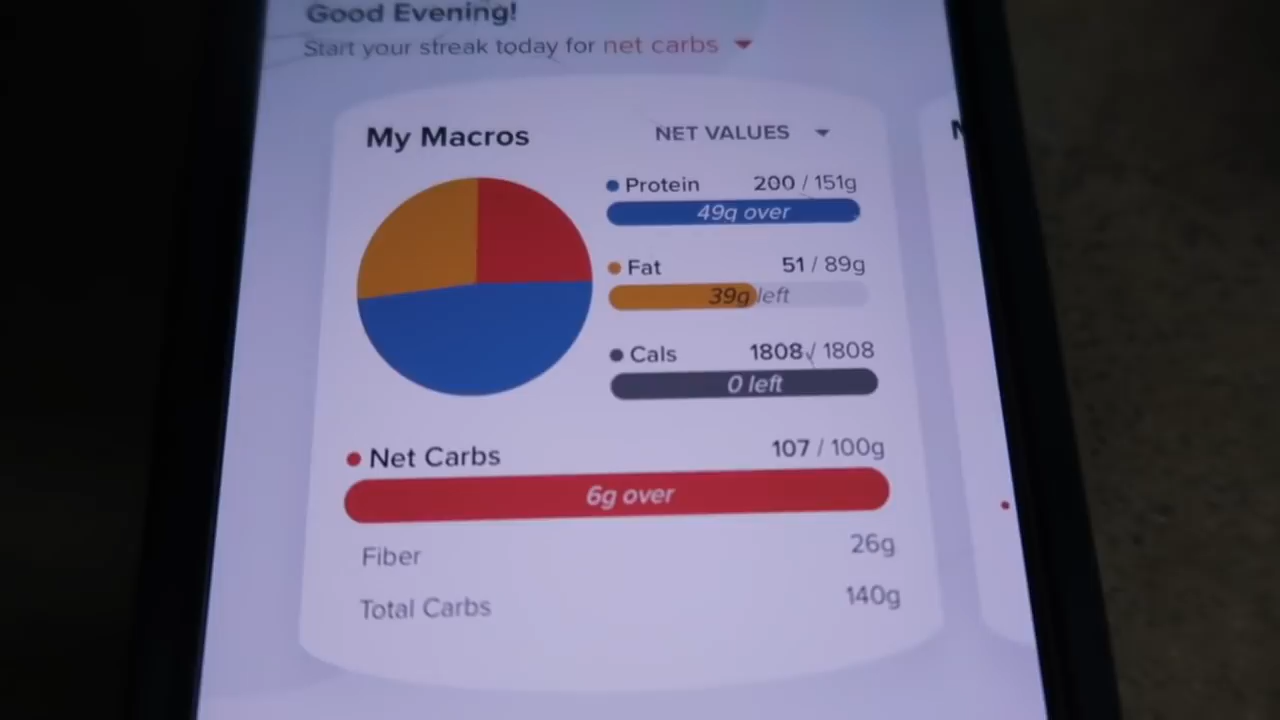 Good Evening!
Start your streak today for net carbs
My Macros
NET VALUES
Protein 200 / 151g
49g over
Fat 51 / 89g
39g left
Cals 1808 / 1808
0 left
Net Carbs 107 / 100g
6g over
Fiber 26g
Total Carbs 140g